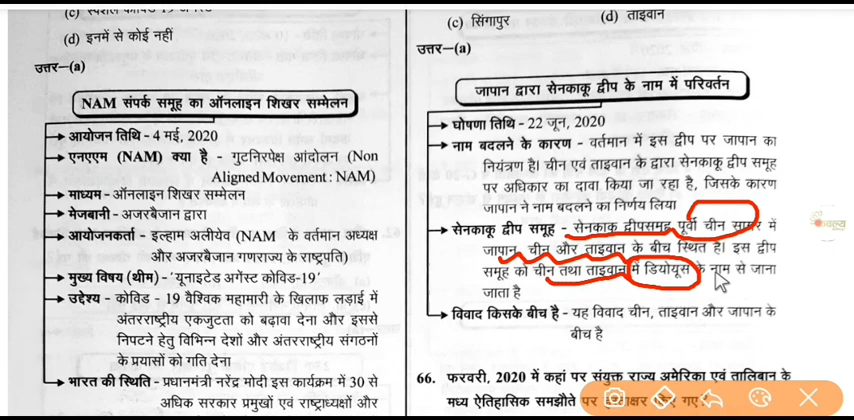 (c) स्पेशल कोविड-19
(d) इनमें से कोई नहीं
उत्तर–(a)
NAM संपर्क समूह का ऑनलाइन शिखर सम्मेलन
आयोजन तिथि - 4 मई, 2020
एनएएम (NAM) क्या है - गुटनिरपेक्ष आंदोलन (Non
Aligned Movement : NAM)
माध्यम - ऑनलाइन शिखर सम्मेलन
मेजबानी - अजरबैजान द्वारा
आयोजनकर्ता - इल्हाम अलीयेव (NAM के वर्तमान अध्यक्ष
और अजरबैजान गणराज्य के राष्ट्रपति)
मुख्य विषय (थीम) - ‘यूनाइटेड अगेंस्ट कोविड-19’
उद्देश्य - कोविड - 19 वैश्विक महामारी के खिलाफ लड़ाई में
अंतरराष्ट्रीय एकजुटता को बढ़ावा देना और इससे
निपटने हेतु विभिन्न देशों और अंतरराष्ट्रीय संगठनों
के प्रयासों को गति देना
भारत की स्थिति - प्रधानमंत्री नरेंद्र मोदी इस कार्यक्रम में 30 से
अधिक सरकार प्रमुखों एवं राष्ट्राध्यक्षों और
(c) सिंगापुर (d) ताइवान
उत्तर–(a)
जापान द्वारा सेनकाकू द्वीप के नाम में परिवर्तन
घोषणा तिथि - 22 जून, 2020
नाम बदलने के कारण - वर्तमान में इस द्वीप पर जापान का
नियंत्रण है। चीन एवं ताइवान के द्वारा सेनकाकू द्वीप समूह
पर अधिकार का दावा किया जा रहा है, जिसके कारण
जापान ने नाम बदलने का निर्णय लिया
सेनकाकू द्वीप समूह - सेनकाकू द्वीपसमूह पूर्वी चीन सागर में
जापान, चीन और ताइवान के बीच स्थित है। इस द्वीप
समूह को चीन तथा ताइवान में डियोयूस के नाम से जाना
जाता है
विवाद किसके बीच है - यह विवाद चीन, ताइवान और जापान के
बीच है
66. फरवरी, 2020 में कहां पर संयुक्त राज्य अमेरिका एवं तालिबान के
मध्य ऐतिहासिक समझौते पर हस्ताक्षर किए गए?